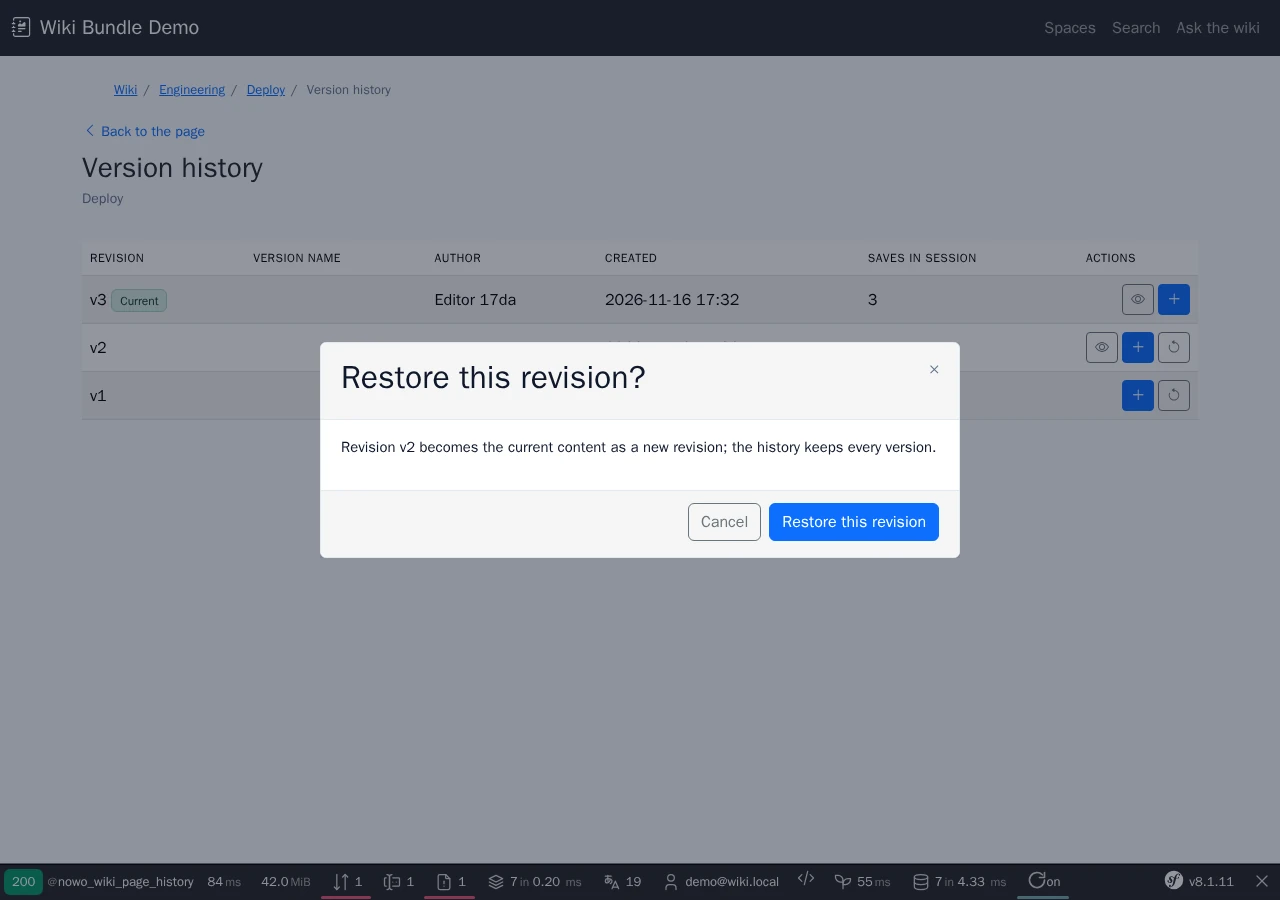 Wiki Bundle Demo
Spaces Search Ask the wiki
Wiki / Engineering / Deploy / Version history
Back to the page
Version history
Deploy
REVISION VERSION NAME AUTHOR CREATED SAVES IN SESSION ACTIONS
v3 Current Editor 17da 2026-11-16 17:32 3
v2
v1
Restore this revision?
Revision v2 becomes the current content as a new revision; the history keeps every version.
Cancel Restore this revision
200 @nowo_wiki_page_history 84 ms 42.0 MiB 1 1 1 7 in 0.20 ms 19 demo@wiki.local 55 ms 7 in 4.33 ms on v8.1.11